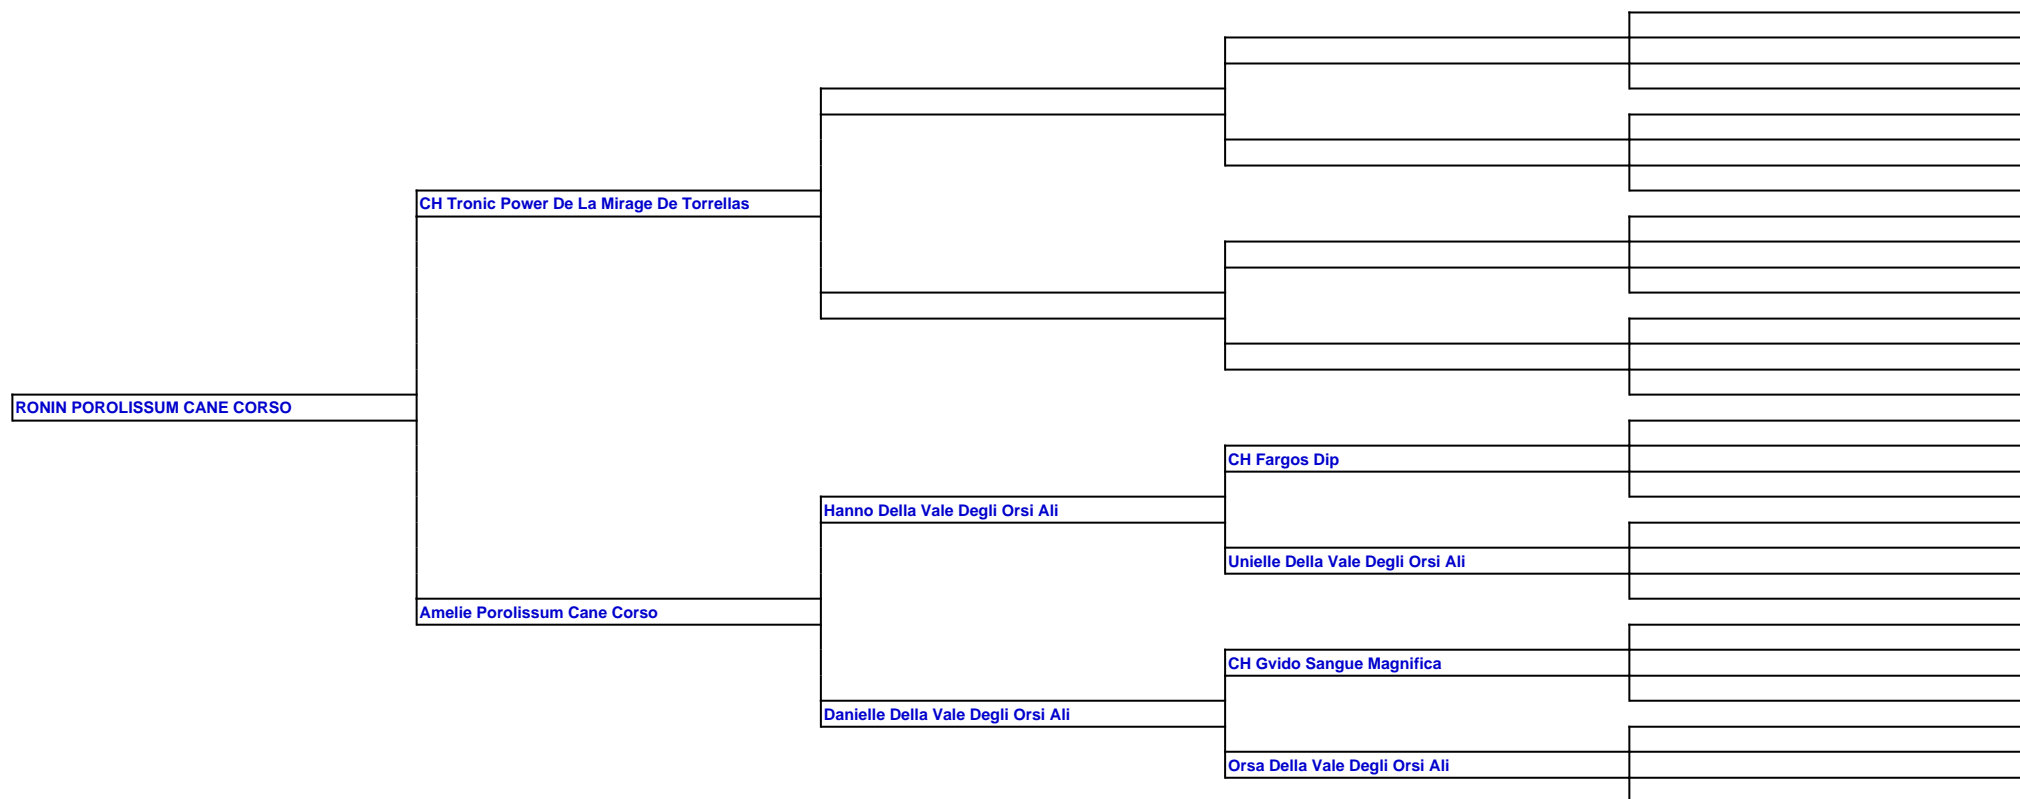 CH Tronic Power De La Mirage De Torrellas
RONIN POROLISSUM CANE CORSO
CH Fargos Dip
Hanno Della Vale Degli Orsi Ali
Unielle Della Vale Degli Orsi Ali
Amelie Porolissum Cane Corso
CH Gvido Sangue Magnifica
Danielle Della Vale Degli Orsi Ali
Orsa Della Vale Degli Orsi Ali